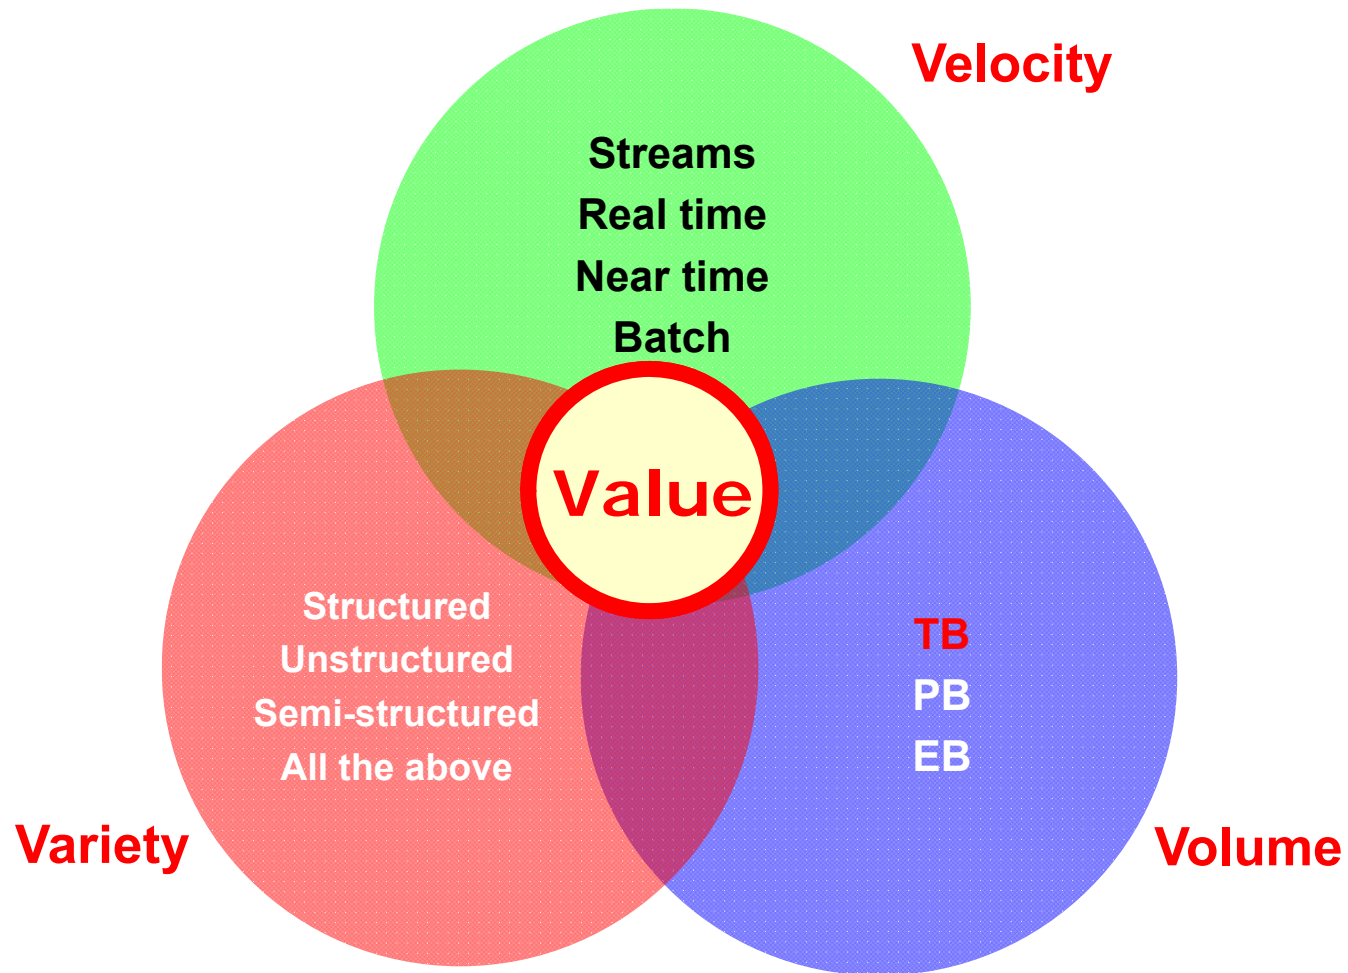 Velocity
Streams
Real time
Near time
Batch
Value
Structured
Unstructured
Semi-structured
All the above
TB
PB
EB
Variety
Volume